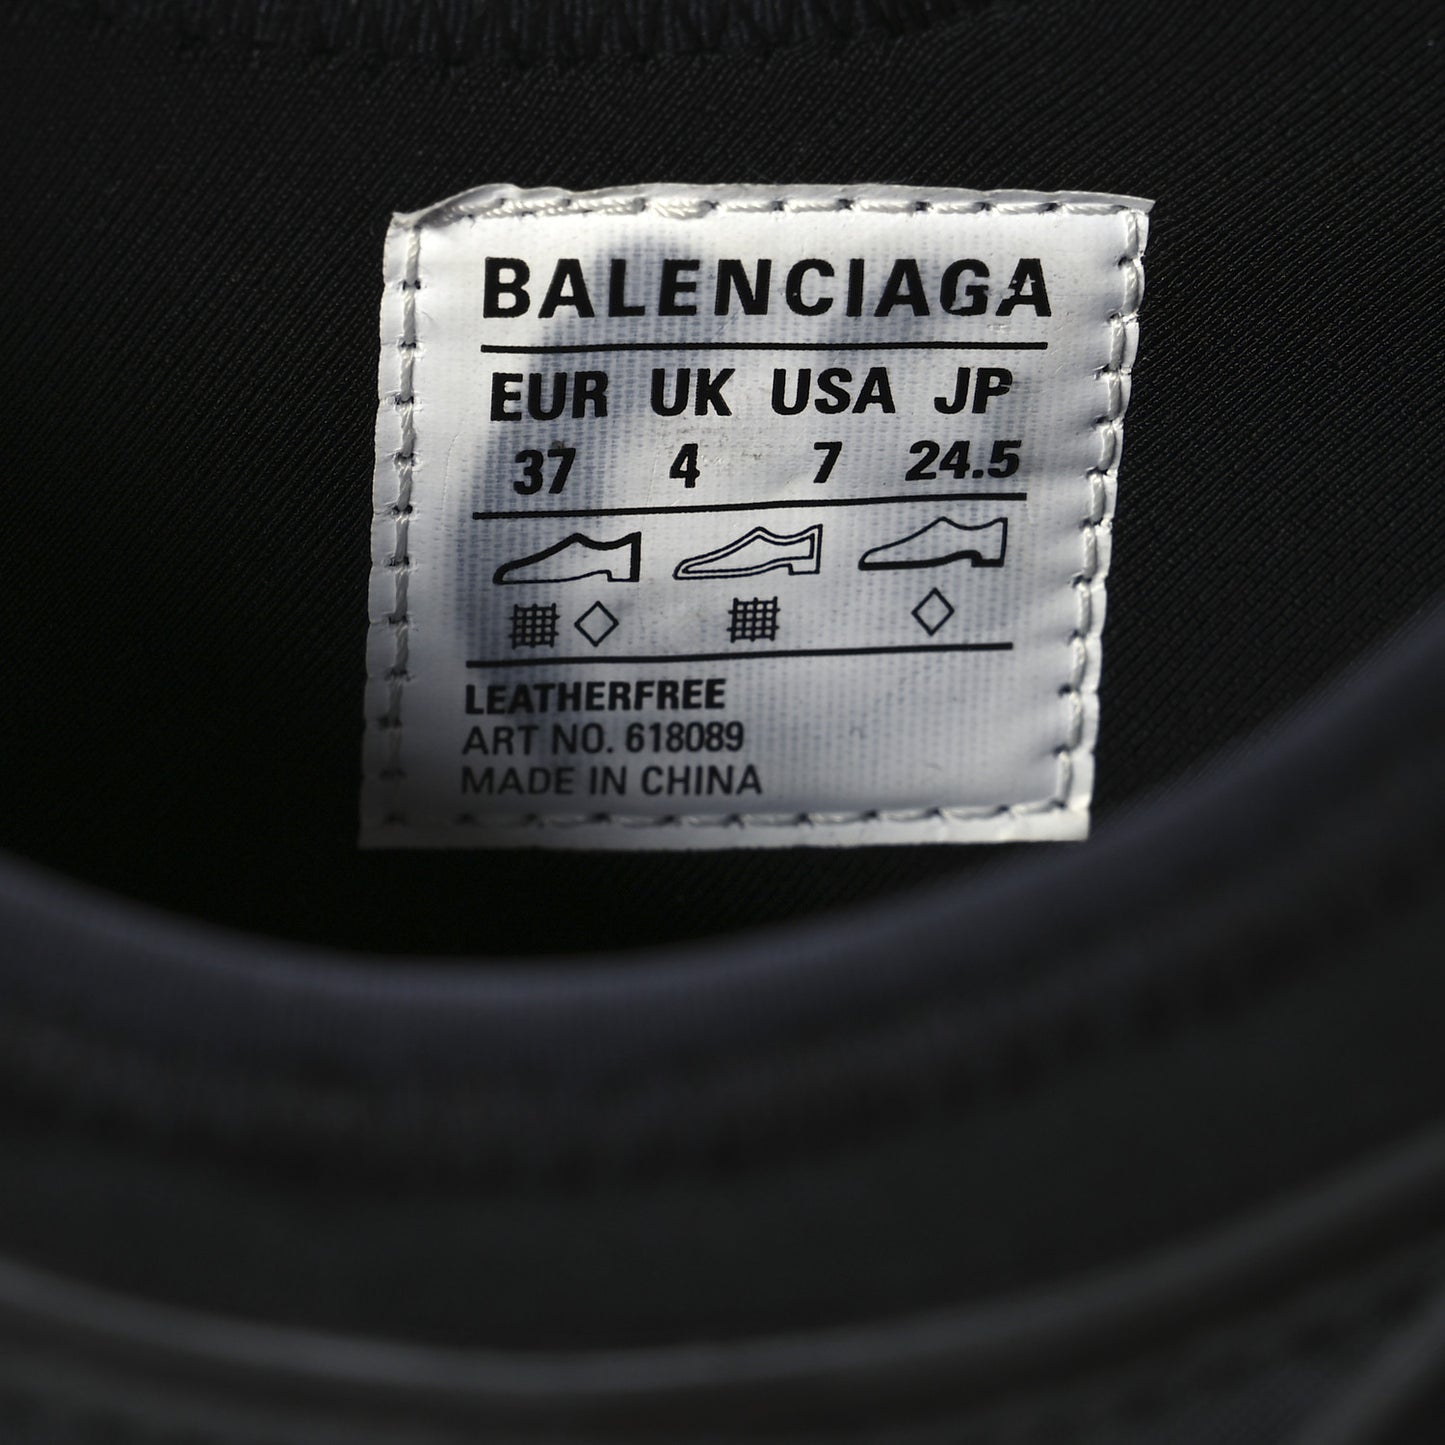 BALENCIAGA
EUR UK USA JP
37 4 7 24.5
LEATHERFREE
ART NO. 618089
MADE IN CHINA